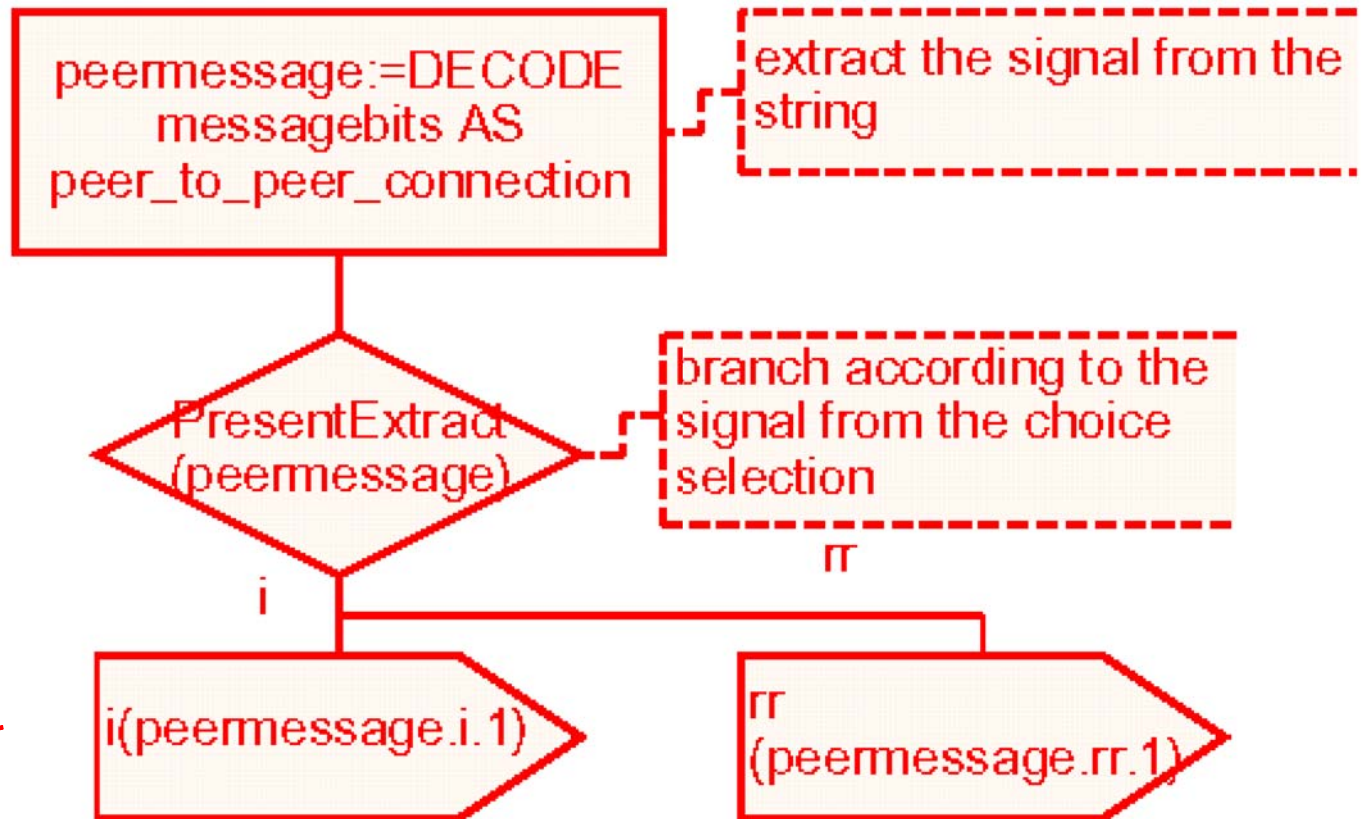 peermessage:=DECODE
messagebits AS
peer_to_peer_connection
extract the signal from the
string
PresentExtract
(peermessage)
branch according to the
signal from the choice
selection
i
rr
i(peermessage.i.1)
rr
(peermessage.rr.1)